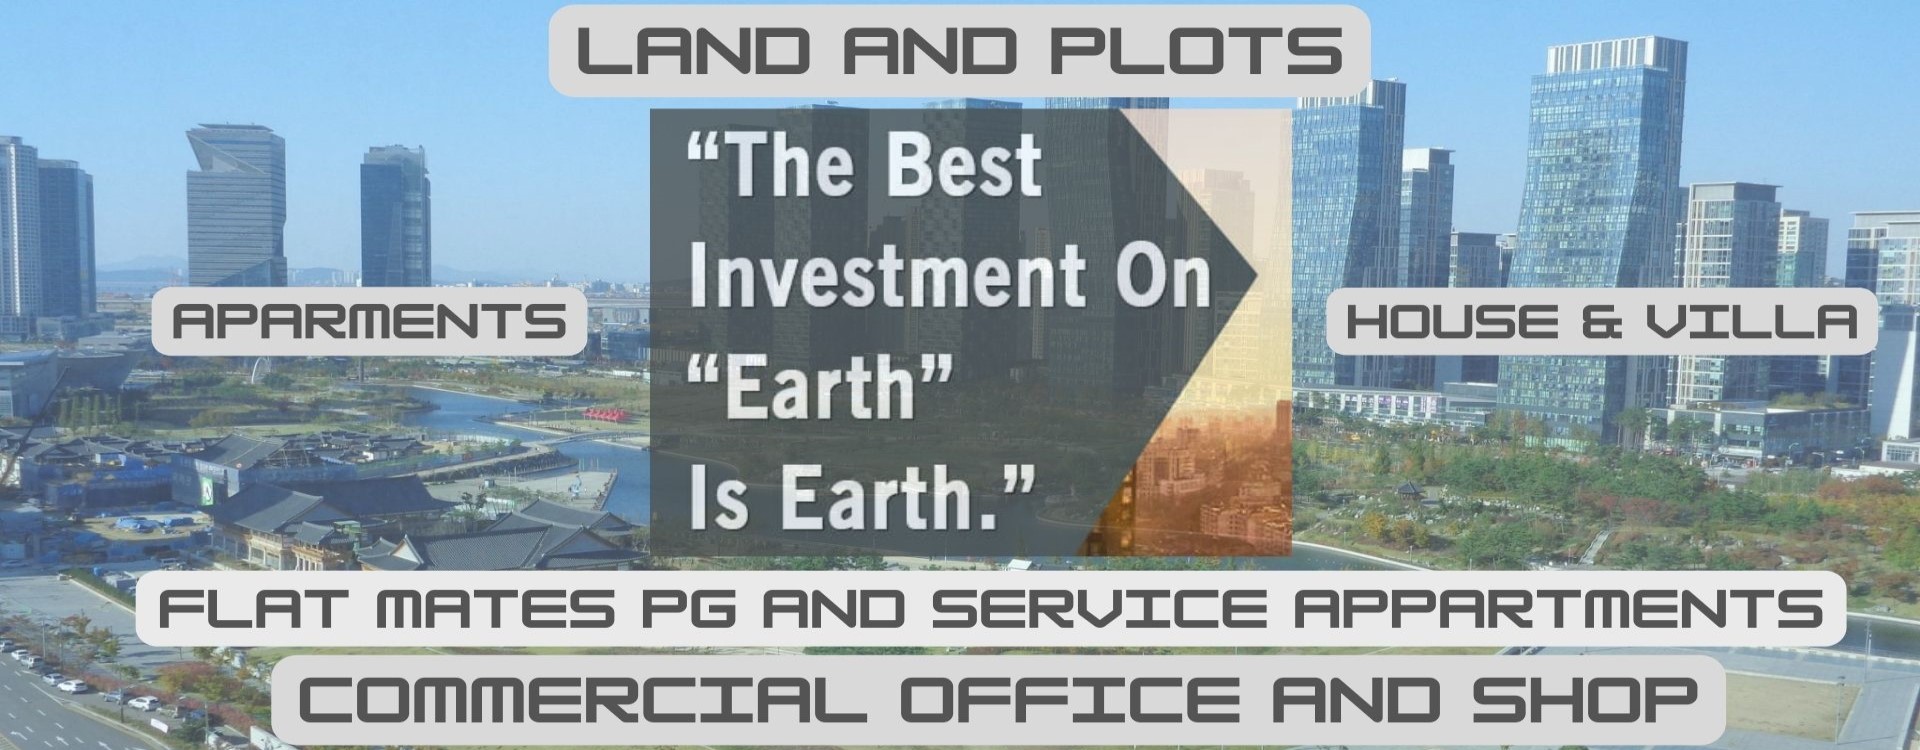 LAND AND PLOTS
“The Best
Investment On
“Earth”
Is Earth.”
APARMENTS
HOUSE & VILLA
FLAT MATES PG AND SERVICE APPARTMENTS
COMMERCIAL OFFICE AND SHOP